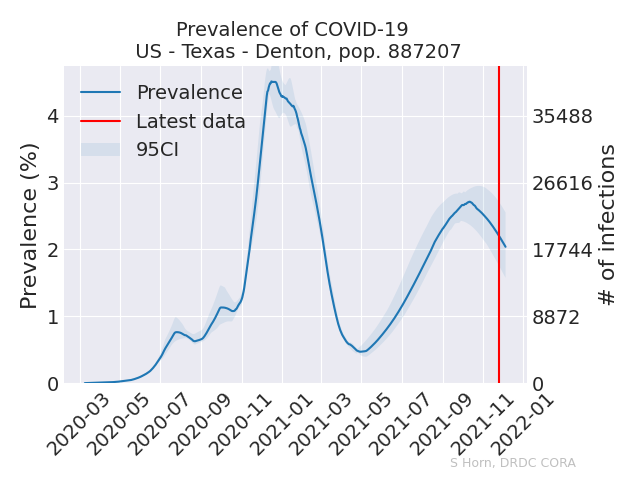 Prevalence of COVID-19
US - Texas - Denton, pop. 887207
Prevalence
Latest data
95CI
Prevalence (%)
4
3
2
1
0
# of infections
35488
26616
17744
8872
0
2020-03
2020-05
2020-07
2020-09
2020-11
2021-01
2021-03
2021-05
2021-07
2021-09
2021-11
2022-01
S Horn, DRDC CORA